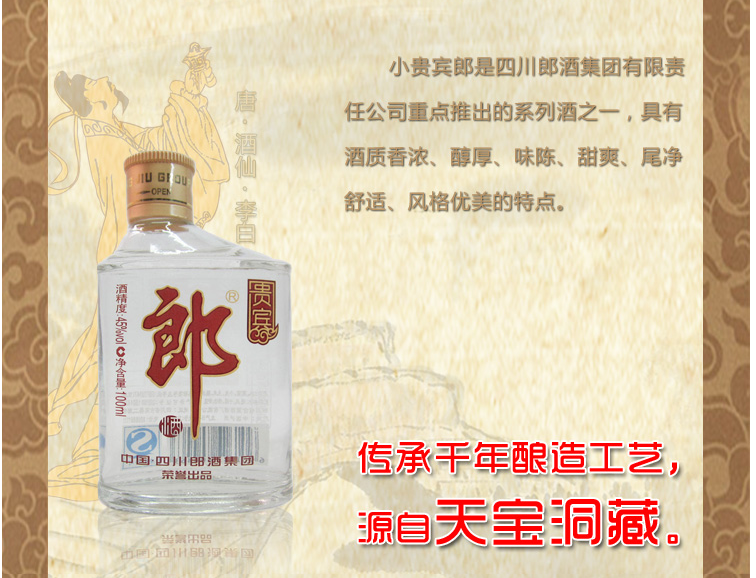 小贵宾郎是四川郎酒集团有限责
任公司重点推出的系列酒之一，具有
酒质香浓、醇厚、味陈、甜爽、尾净
舒适、风格优美的特点。
唐·酒仙·李白
OPEN
贵宾
郎
®
酒精度·45%vol
净含量·100ml
酒
中国·四川郎酒集团
荣誉出品
传承千年酿造工艺，
源自天宝洞藏。